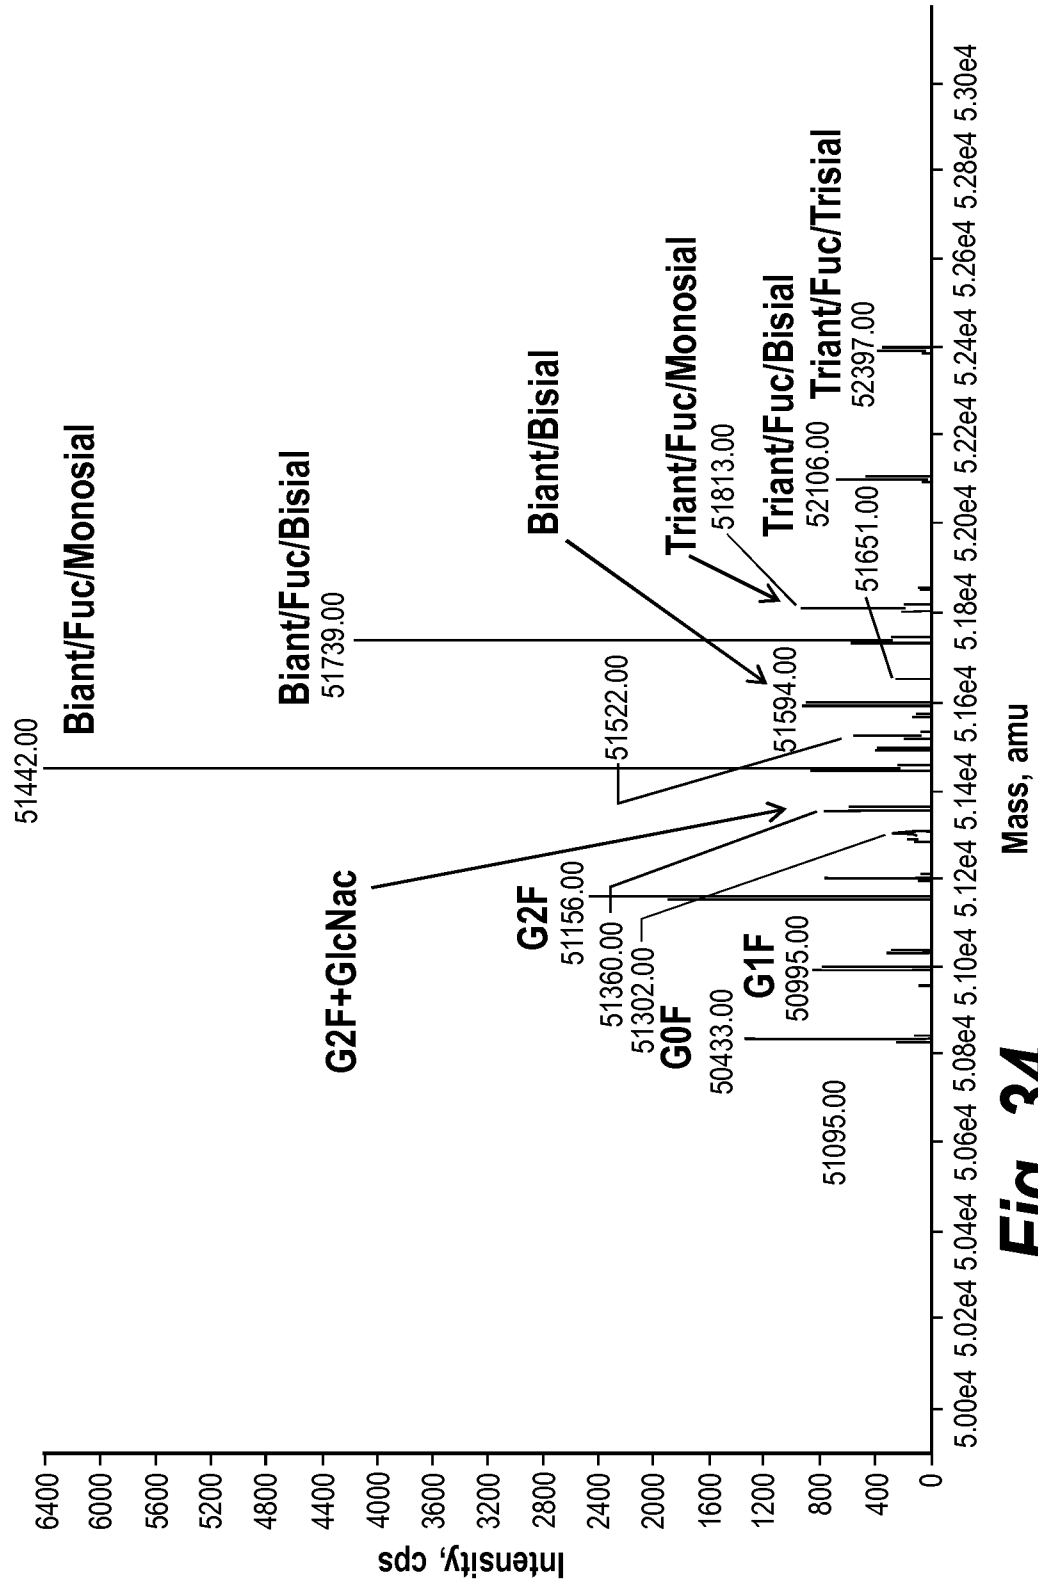 51442.00
Biant/Fuc/Monosial
Biant/Fuc/Bisial
51739.00
Biant/Bisial
51522.00
51594.00
Triant/Fuc/Monosial
51813.00
Triant/Fuc/Bisial
52106.00
51651.00
Triant/Fuc/Trisial
52397.00
G2F+GlcNac
G2F
51156.00
51360.00
51302.00
G0F
50433.00
G1F
50995.00
51095.00
Intensity, cps
6400
6000
5600
5200
4800
4400
4000
3600
3200
2800
2400
2000
1600
1200
800
400
0
5.00e4 5.02e4 5.04e4 5.06e4 5.08e4 5.10e4 5.12e4 5.14e4 5.16e4 5.18e4 5.20e4 5.22e4 5.24e4 5.26e4 5.28e4 5.30e4
Mass, amu
Fig. 34